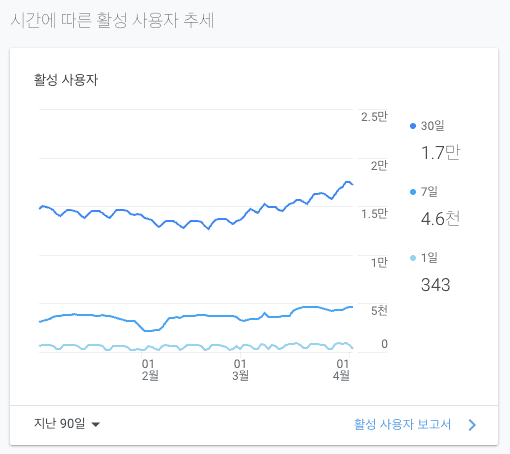 시간에 따른 활성 사용자 추세
활성 사용자
2.5만
2만
1.5만
1만
5천
0
01
2월
01
3월
01
4월
30일
1.7만
7일
4.6천
1일
343
지난 90일
활성 사용자 보고서